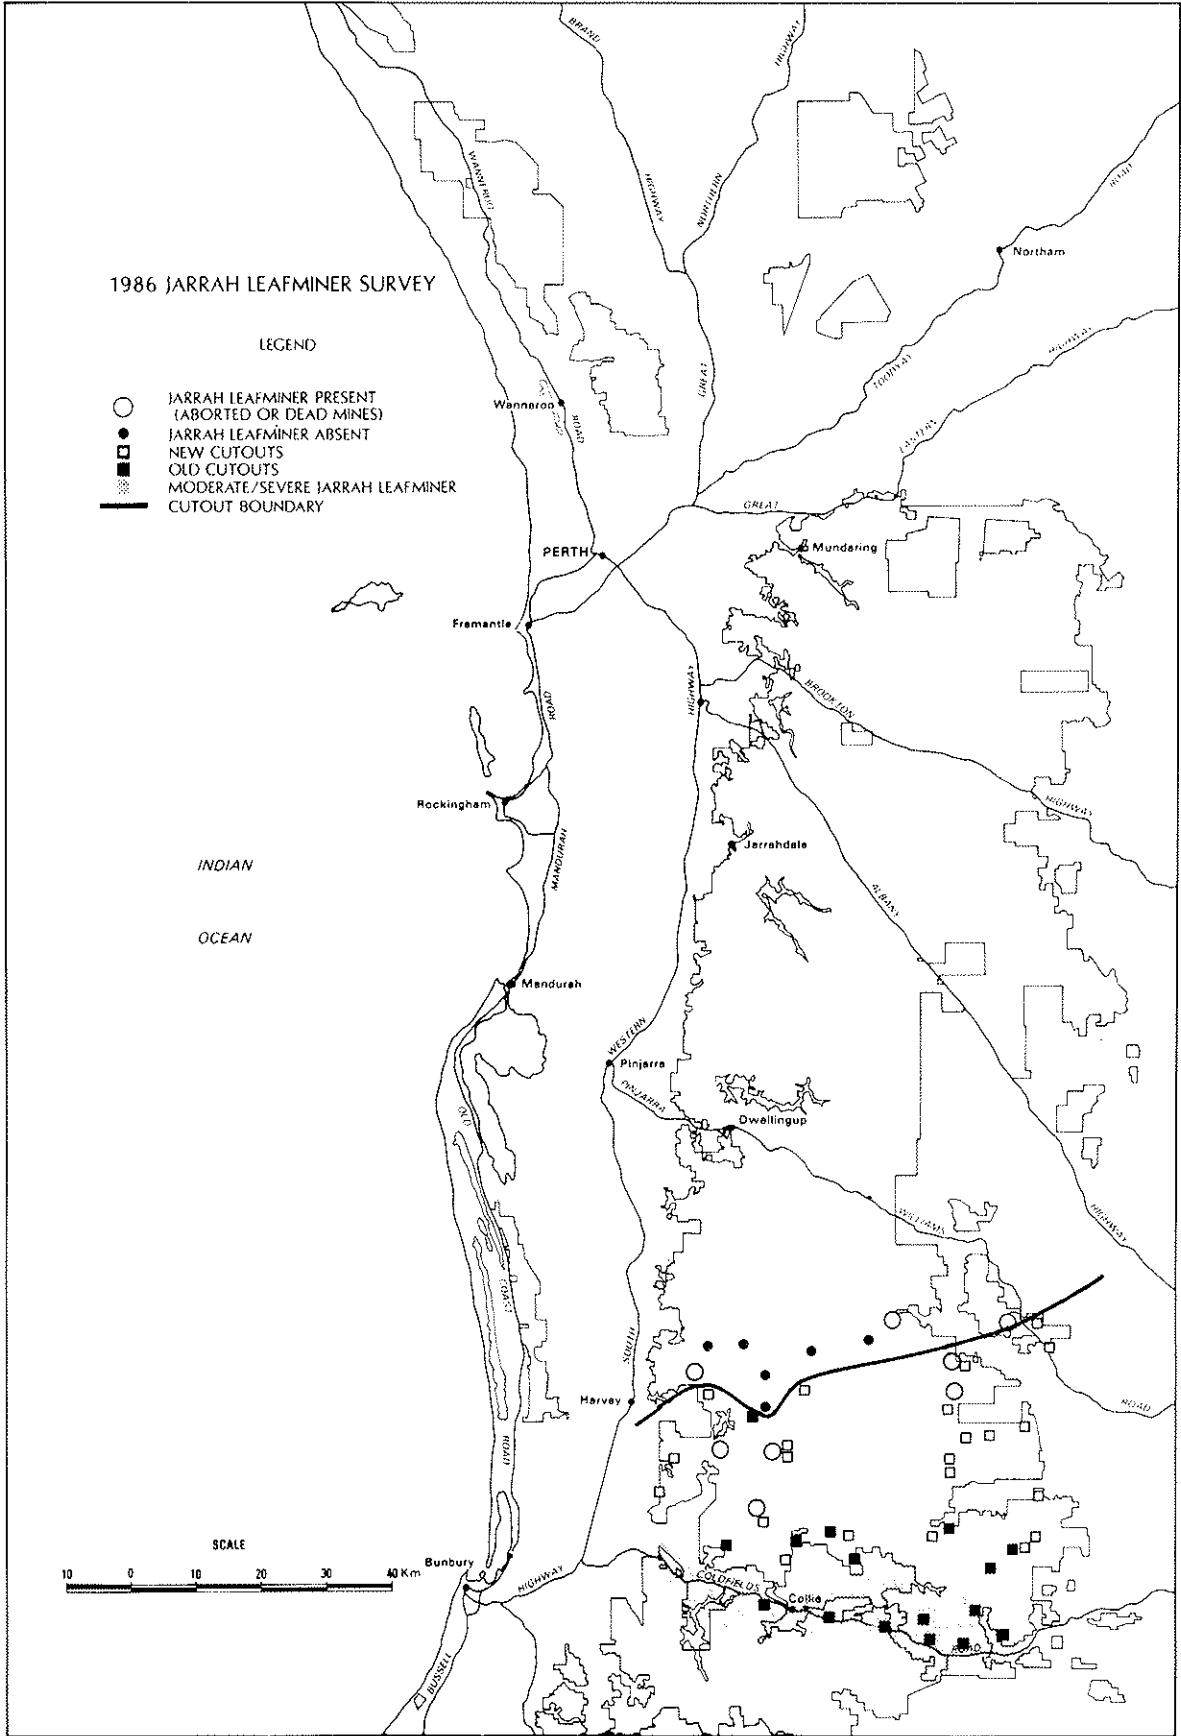 BRAND
HIGHWAY
HIGHWAY
NORTHERN
GREAT
WANNEROO
ROAD
ROAD
Northam
TOODYAY
HIGHWAY
EASTERN
GREAT
1986 JARRAH LEAFMINER SURVEY
LEGEND
JARRAH LEAFMINER PRESENT
(ABORTED OR DEAD MINES)
JARRAH LEAFMINER ABSENT
NEW CUTOUTS
OLD CUTOUTS
MODERATE/SEVERE JARRAH LEAFMINER
CUTOUT BOUNDARY
Wanneroo
PERTH
Mundaring
Fremantle
ROAD
HIGHWAY
BROOKTON
HIGHWAY
Rockingham
MANDURAH
Jarrahdale
INDIAN
OCEAN
ALBANY
HIGHWAY
Mandurah
WESTERN
Pinjarra
PINJARRA
Dwellingup
WILLIAMS
ROAD
OLD
COAST
ROAD
SOUTH
Harvey
SCALE
10 0 10 20 30 40 Km
Bunbury
HIGHWAY
COLDFIELDS
Collie
ROAD
BUSSELL